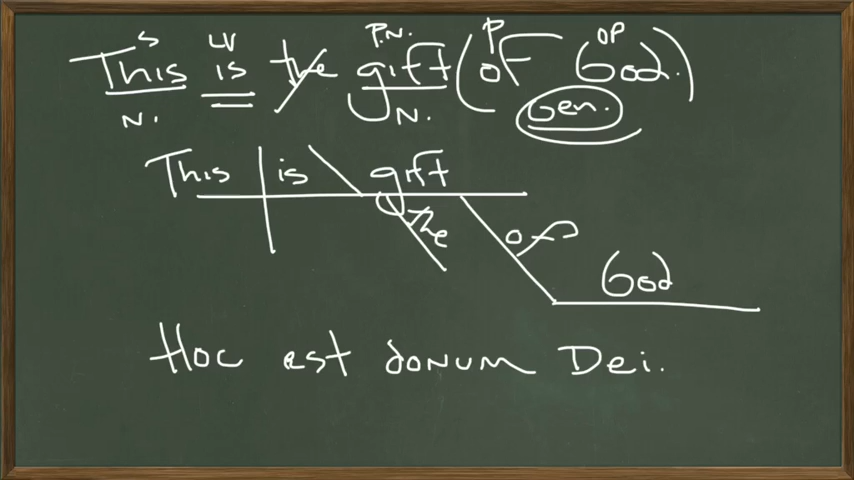 S LV P.N. P OP
This is the gift (of God.)
N. N. Gen.
This is gift
the of
God
Hoc est donum Dei.